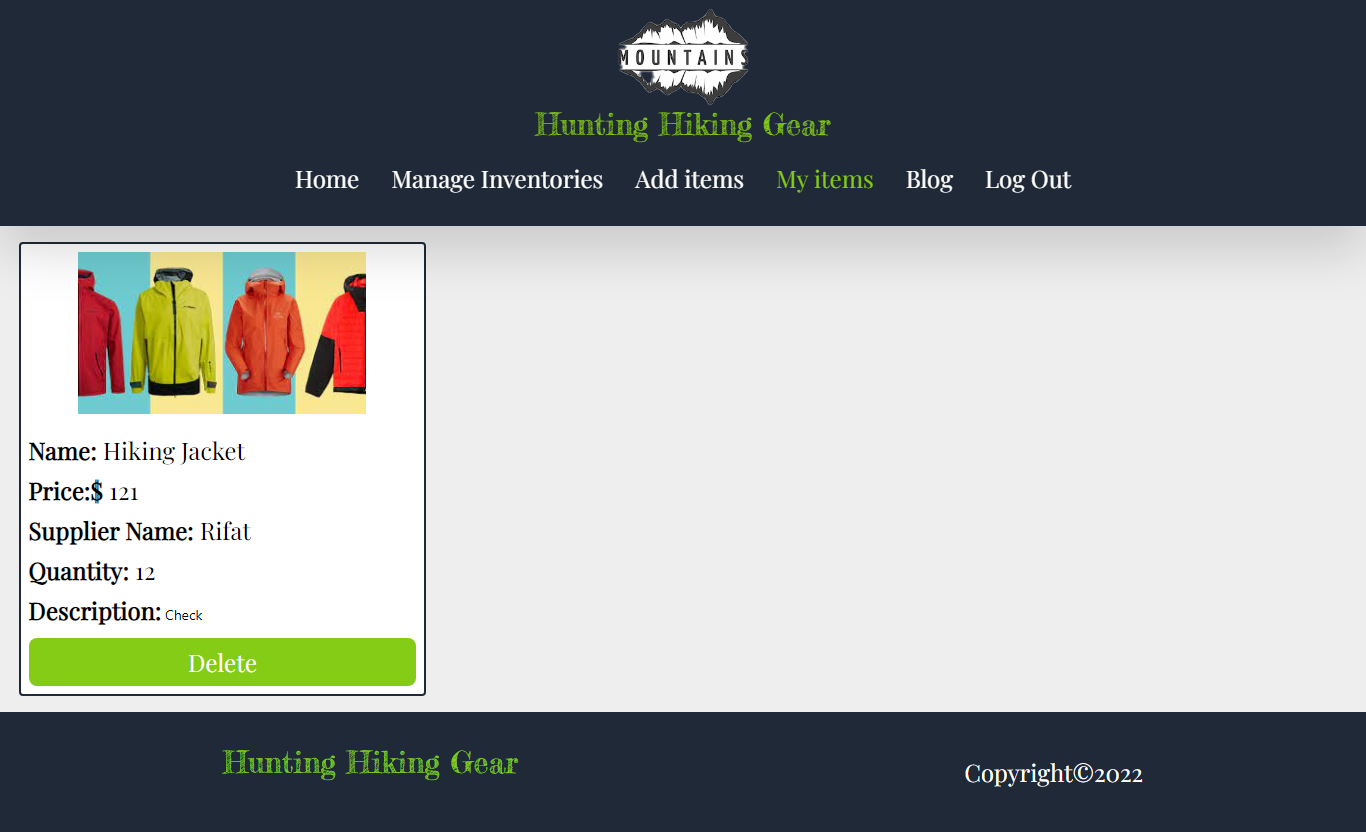 MOUNTAINS
Hunting Hiking Gear
Home Manage Inventories Add items My items Blog Log Out
Name: Hiking Jacket
Price:$ 121
Supplier Name: Rifat
Quantity: 12
Description: Check
Delete
Hunting Hiking Gear
Copyright©2022